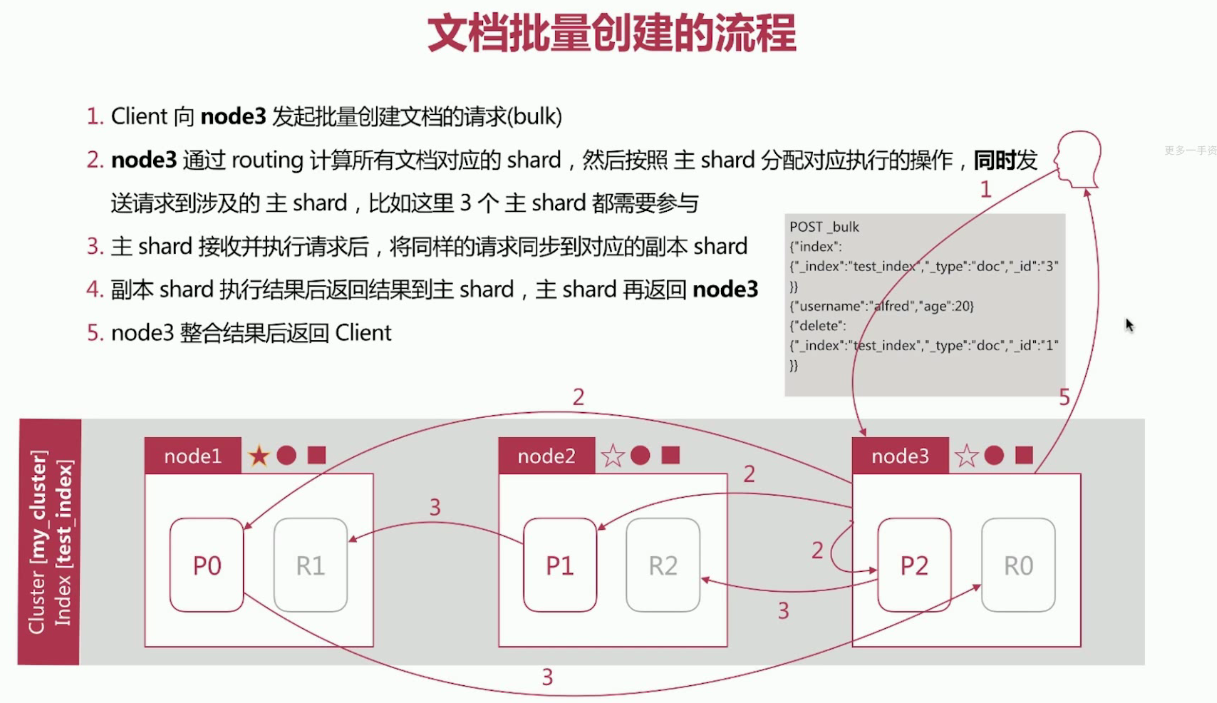 文档批量创建的流程
1. Client 向 node3 发起批量创建文档的请求(bulk)
2. node3 通过 routing 计算所有文档对应的 shard，然后按照 主 shard 分配对应执行的操作，同时发
送请求到涉及的 主 shard，比如这里 3 个 主 shard 都需要参与
3. 主 shard 接收并执行请求后，将同样的请求同步到对应的副本 shard
4. 副本 shard 执行结果后返回结果到主 shard，主 shard 再返回 node3
5. node3 整合结果后返回 Client
更多一手资
1
POST _bulk
{"index":
{"_index":"test_index","_type":"doc","_id":"3"
}}
{"username":"alfred","age":20}
{"delete":
{"_index":"test_index","_type":"doc","_id":"1"
}}
2
5
Cluster [my_cluster]
Index [test_index]
node1
node2
node3
2
3
2
P0
R1
P1
R2
P2
R0
3
3